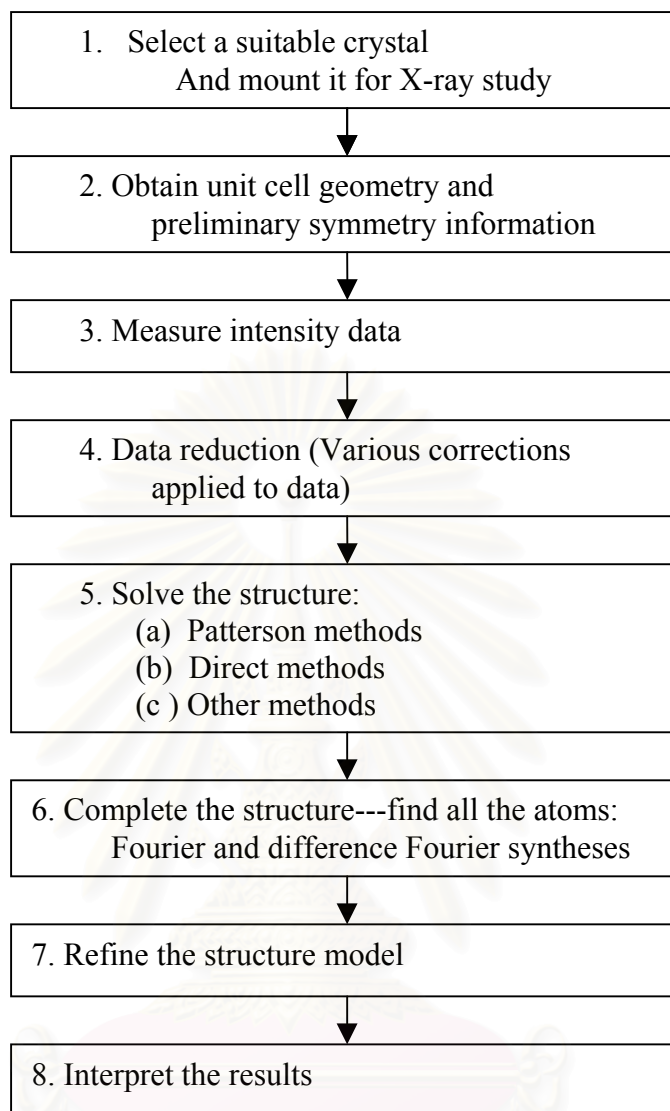 1. Select a suitable crystal
And mount it for X-ray study
2. Obtain unit cell geometry and
preliminary symmetry information
3. Measure intensity data
4. Data reduction (Various corrections
applied to data)
5. Solve the structure:
(a) Patterson methods
(b) Direct methods
(c ) Other methods
6. Complete the structure---find all the atoms:
Fourier and difference Fourier syntheses
7. Refine the structure model
8. Interpret the results